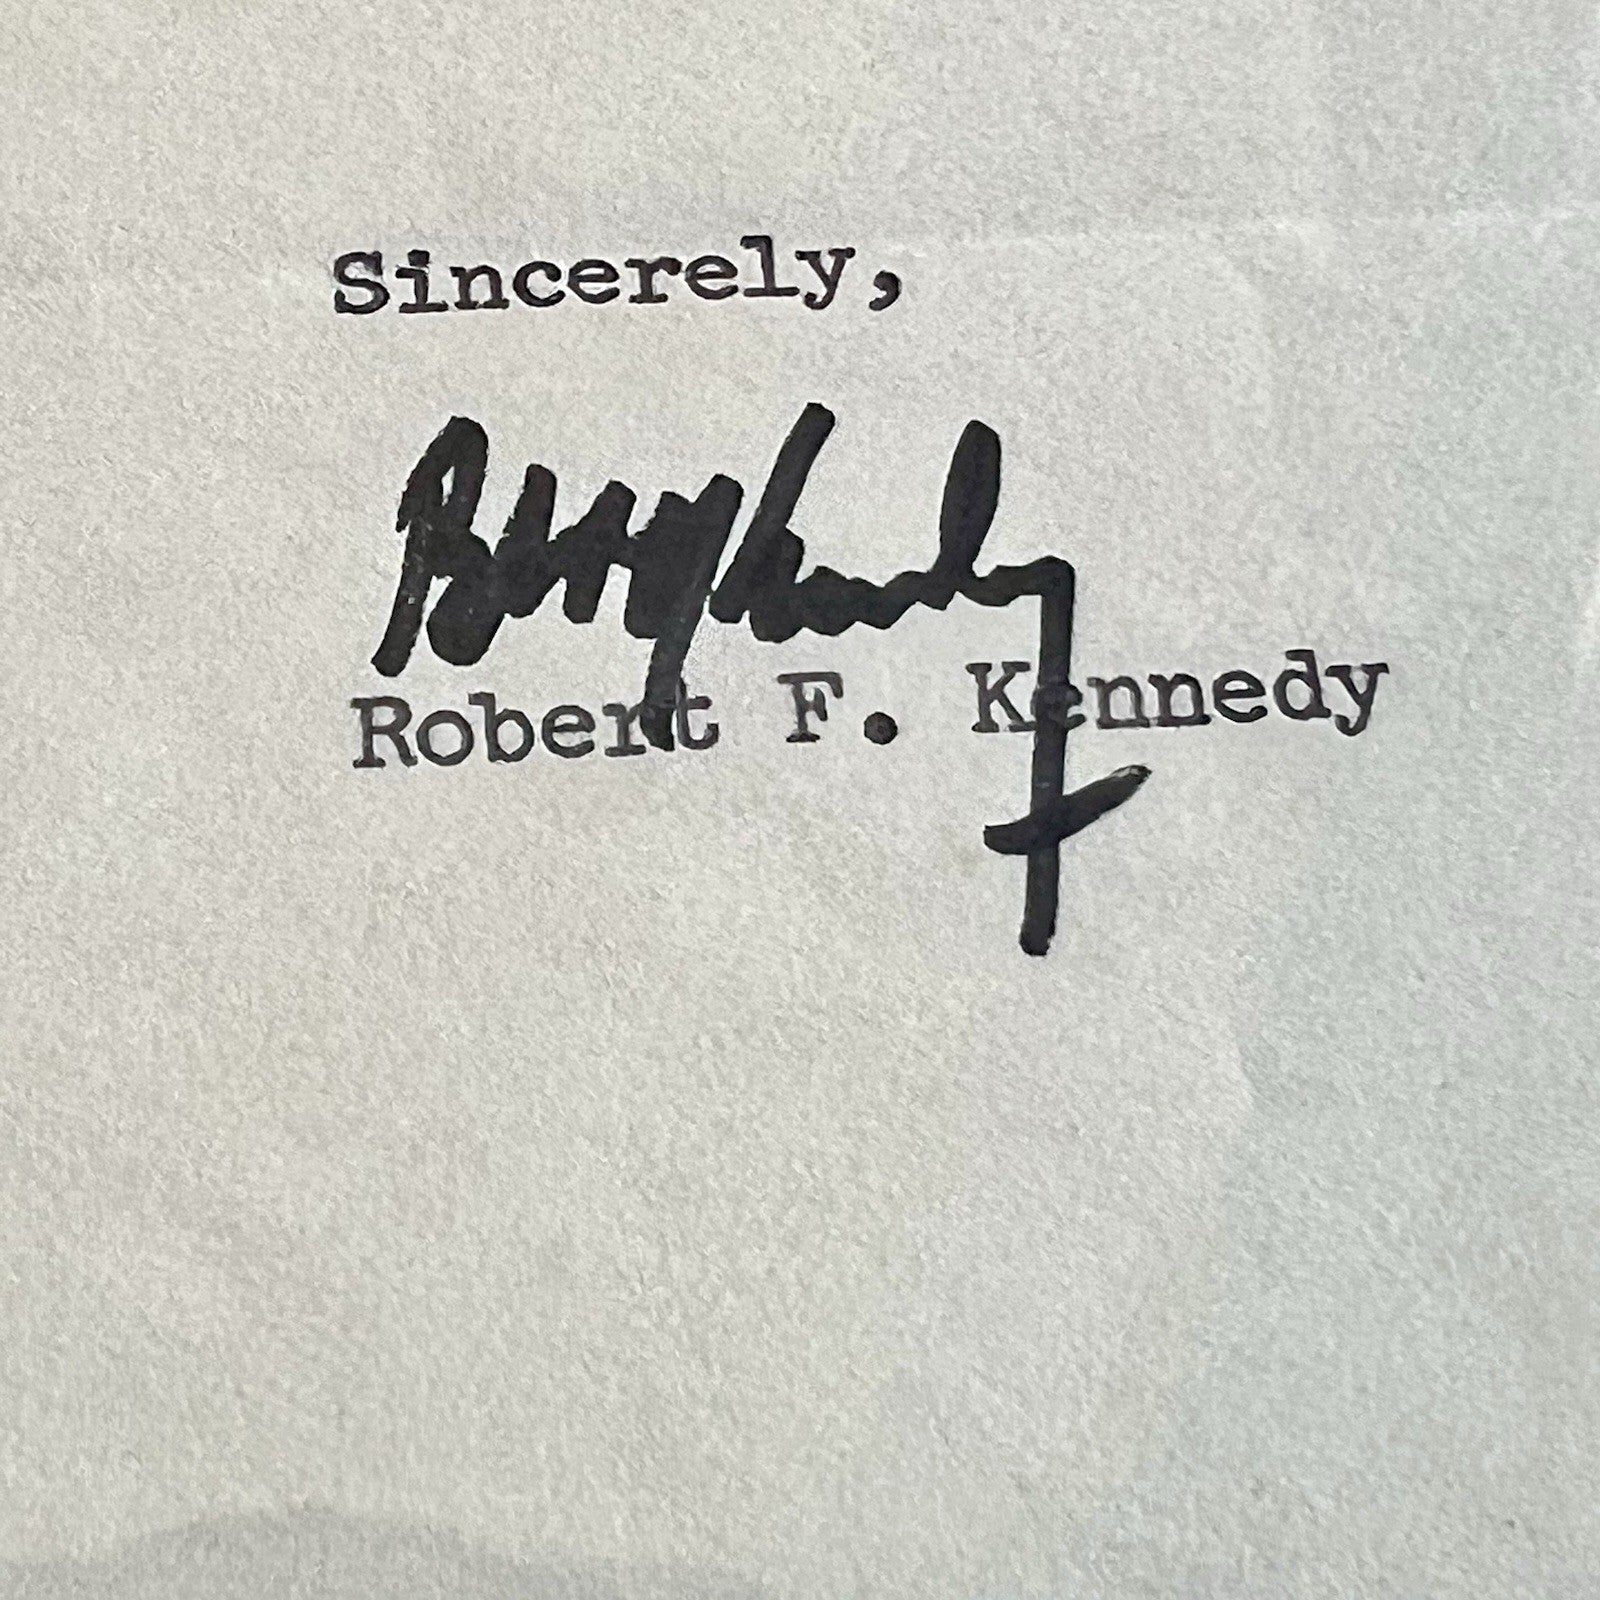 Sincerely,
Robert F. Kennedy